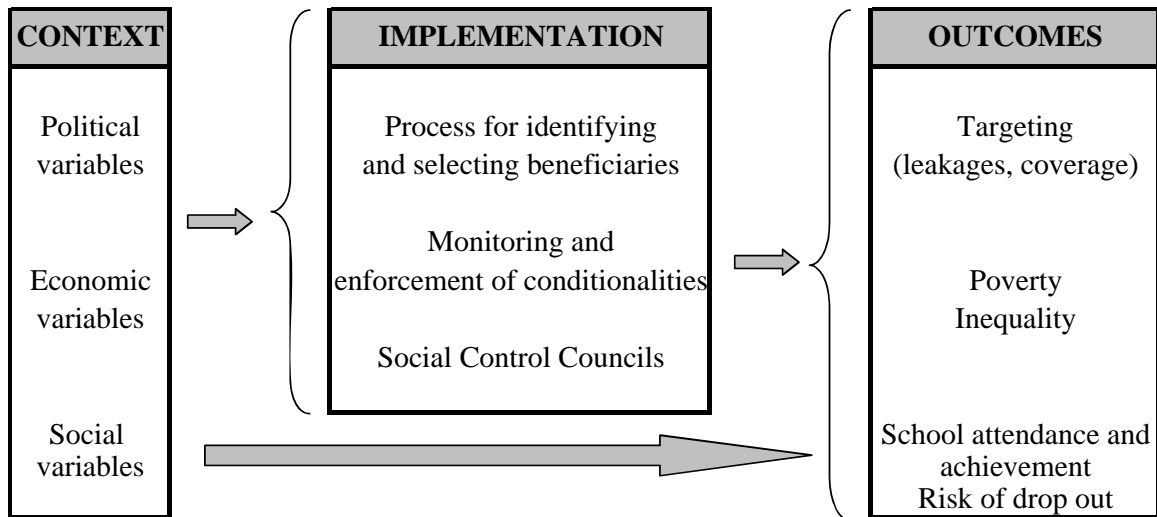 CONTEXT
Political
variables
Economic
variables
Social
variables
IMPLEMENTATION
Process for identifying
and selecting beneficiaries
Monitoring and
enforcement of conditionalities
Social Control Councils
OUTCOMES
Targeting
(leakages, coverage)
Poverty
Inequality
School attendance and
achievement
Risk of drop out